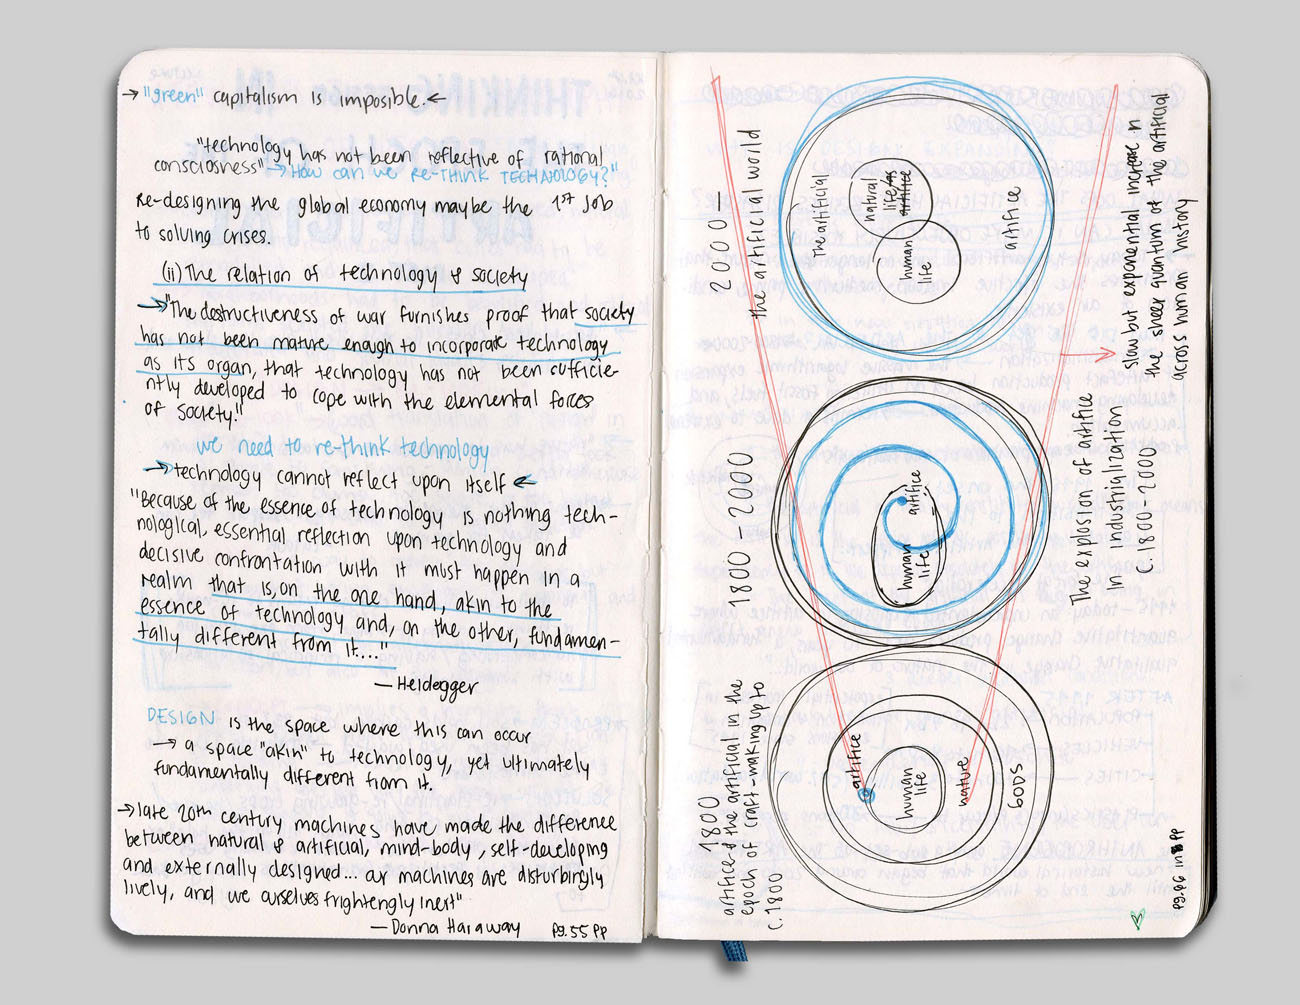 → "green" capitalism is imposible. ←
"technology has not been reflective of rational
consciosness" → HOW can we RE-THINK TECHNOLOGY?"
Re-designing the global economy maybe the 1st Job
to solving crises.
(ii) The relation of technology & society
→ "The destructiveness of war furnishes proof that society
has not been mature enough to incorporate technology
as its organ, that technology has not been sufficie-
ntly developed to cope with the elemental forces
of society."
we need to re-think technology
→ technology cannot reflect upon itself ←
"Because of the essence of technology is nothing tech-
nological, essential reflection upon technology and
decisive confrontation with it must happen in a
realm that is, on the one hand, akin to the
essence of technology and, on the other, fundamen-
tally different from it...."
— Heidegger
DESIGN is the space where this can occur
→ a space "akin" to technology, yet ultimately
fundamentally different from it.
→ late 20th century machines have made the difference
between natural & artificial, mind-body, self-developing
and externally designed... our machines are disturbingly
lively, and we ourselves frightengly inert"
— Donna Haraway pg. 55 PP
2000 —
the artificial world
The artificial
natural
life as
artifice
human
life
artifice
slow but exponential increase in
the sheer quantum of the artificial
across human history
1800 — 2000
artifice
human
life
The explosion of artifice
in industrialization
c. 1800-2000
1800
artifice & the artificial in the
epoch of craft-making up to
c. 1800
artifice
human
life
nature
GODS
pg. 96 in PP